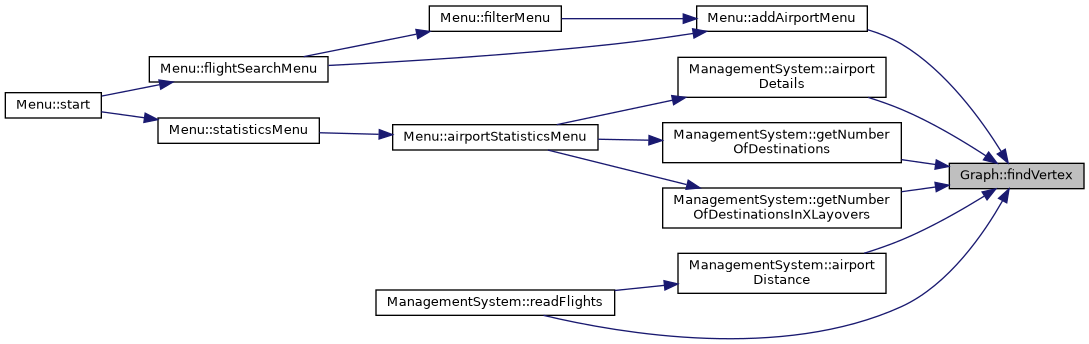 Menu::filterMenu
Menu::addAirportMenu
Menu::flightSearchMenu
ManagementSystem::airport
Details
Menu::start
Menu::statisticsMenu
Menu::airportStatisticsMenu
ManagementSystem::getNumber
OfDestinations
Graph::findVertex
ManagementSystem::getNumber
OfDestinationsInXLayovers
ManagementSystem::airport
Distance
ManagementSystem::readFlights